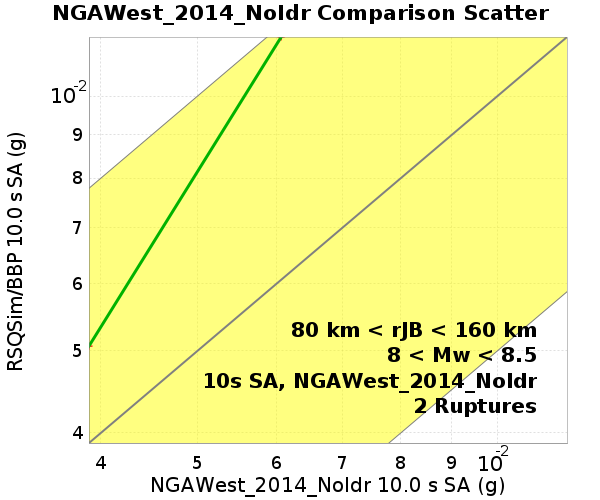 NGAWest_2014_NoIdr Comparison Scatter
RSQSim/BBP 10.0 s SA (g)
10-2
9
8
7
6
5
4
80 km < rJB < 160 km
8 < Mw < 8.5
10s SA, NGAWest_2014_NoIdr
2 Ruptures
4 5 6 7 8 9 10-2
NGAWest_2014_NoIdr 10.0 s SA (g)